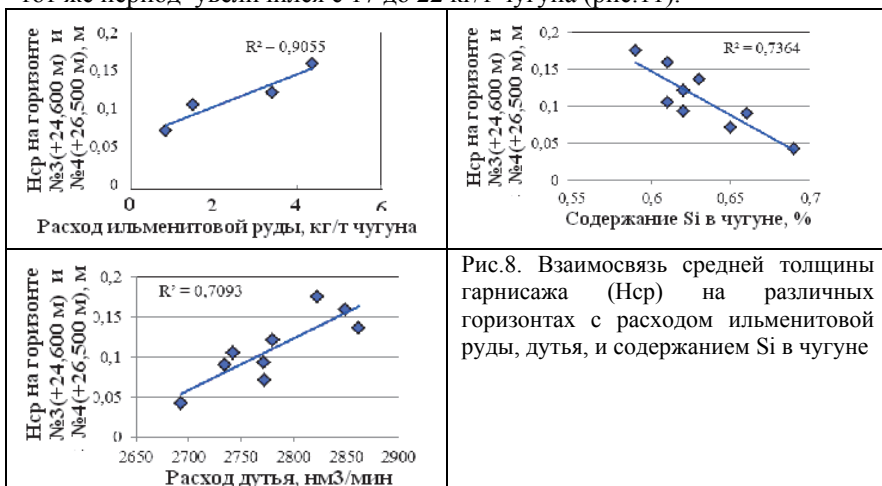 тот же период увеличился с 17 до 22 кг/т чугуна (рис.11).
Нср на горизонте
№3(+24,600 м) и
№4(+26,500 м), м
0,2
0,15
0,1
0,05
0
R² – 0,9055
0 2 4 6
Расход ильменитовой руды, кг/т чугуна
Нср на горизонте
№3(+24,600 м) и
№4(+26,500 м), м
0,2
0,15
0,1
0,05
0
R² = 0,7364
0,55 0,6 0,65 0,7
Содержание Si в чугуне, %
Нср на горизонте
№3(+24,600 м) и
№4(+26,500 м), м
0,2
0,15
0,1
0,05
0
R² = 0,7093
2650 2700 2750 2800 2850 2900
Расход дутья, нм3/мин
Рис.8. Взаимосвязь средней толщины
гарнисажа (Нср) на различных
горизонтах с расходом ильменитовой
руды, дутья, и содержанием Si в чугуне